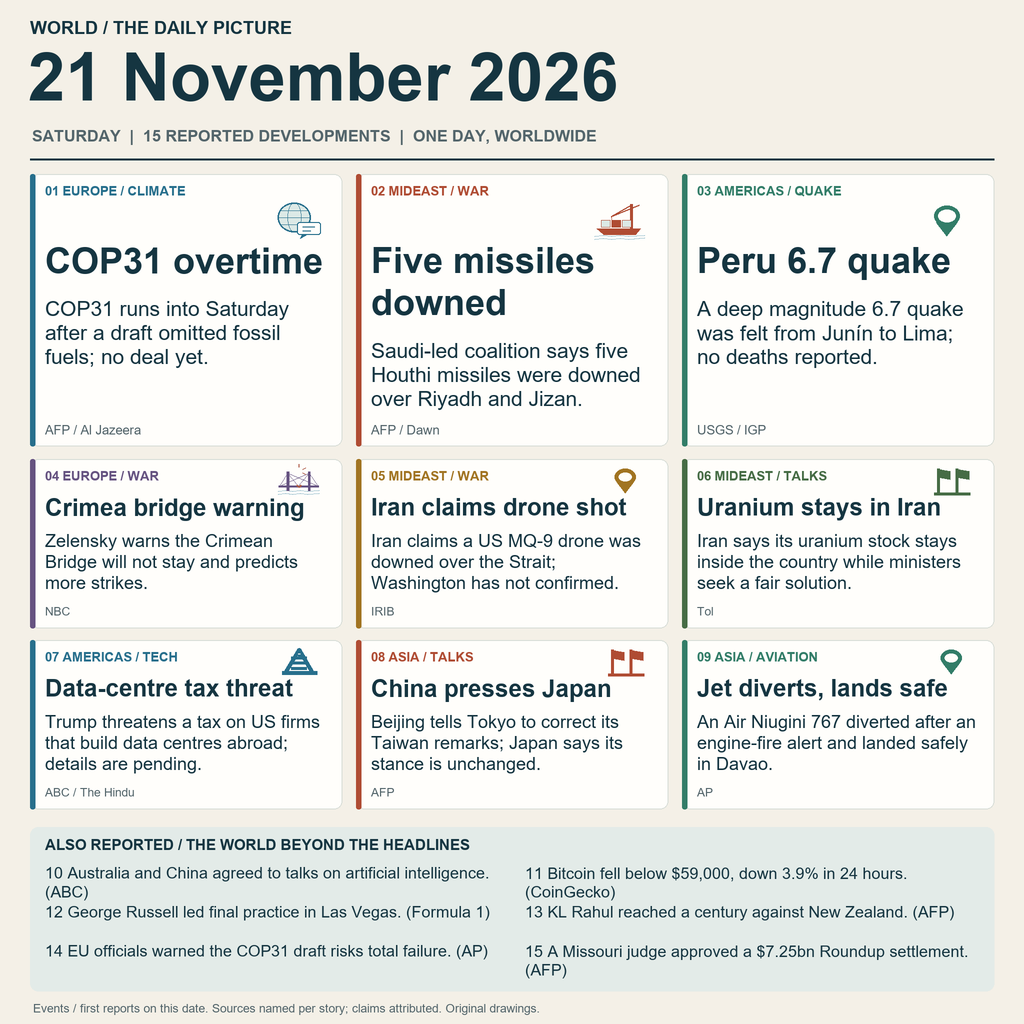 WORLD / THE DAILY PICTURE
21 November 2026
SATURDAY | 15 REPORTED DEVELOPMENTS | ONE DAY, WORLDWIDE
01 EUROPE / CLIMATE
COP31 overtime
COP31 runs into Saturday
after a draft omitted fossil
fuels; no deal yet.
AFP / Al Jazeera
02 MIDEAST / WAR
Five missiles
downed
Saudi-led coalition says five
Houthi missiles were downed
over Riyadh and Jizan.
AFP / Dawn
03 AMERICAS / QUAKE
Peru 6.7 quake
A deep magnitude 6.7 quake
was felt from Junín to Lima;
no deaths reported.
USGS / IGP
04 EUROPE / WAR
Crimea bridge warning
Zelensky warns the Crimean
Bridge will not stay and predicts
more strikes.
NBC
05 MIDEAST / WAR
Iran claims drone shot
Iran claims a US MQ-9 drone was
downed over the Strait;
Washington has not confirmed.
IRIB
06 MIDEAST / TALKS
Uranium stays in Iran
Iran says its uranium stock stays
inside the country while ministers
seek a fair solution.
ToI
07 AMERICAS / TECH
Data-centre tax threat
Trump threatens a tax on US firms
that build data centres abroad;
details are pending.
ABC / The Hindu
08 ASIA / TALKS
China presses Japan
Beijing tells Tokyo to correct its
Taiwan remarks; Japan says its
stance is unchanged.
AFP
09 ASIA / AVIATION
Jet diverts, lands safe
An Air Niugini 767 diverted after an
engine-fire alert and landed safely
in Davao.
AP
ALSO REPORTED / THE WORLD BEYOND THE HEADLINES
10 Australia and China agreed to talks on artificial intelligence.
(ABC)
11 Bitcoin fell below $59,000, down 3.9% in 24 hours.
(CoinGecko)
12 George Russell led final practice in Las Vegas. (Formula 1)
13 KL Rahul reached a century against New Zealand. (AFP)
14 EU officials warned the COP31 draft risks total failure. (AP)
15 A Missouri judge approved a $7.25bn Roundup settlement.
(AFP)
Events / first reports on this date. Sources named per story; claims attributed. Original drawings.